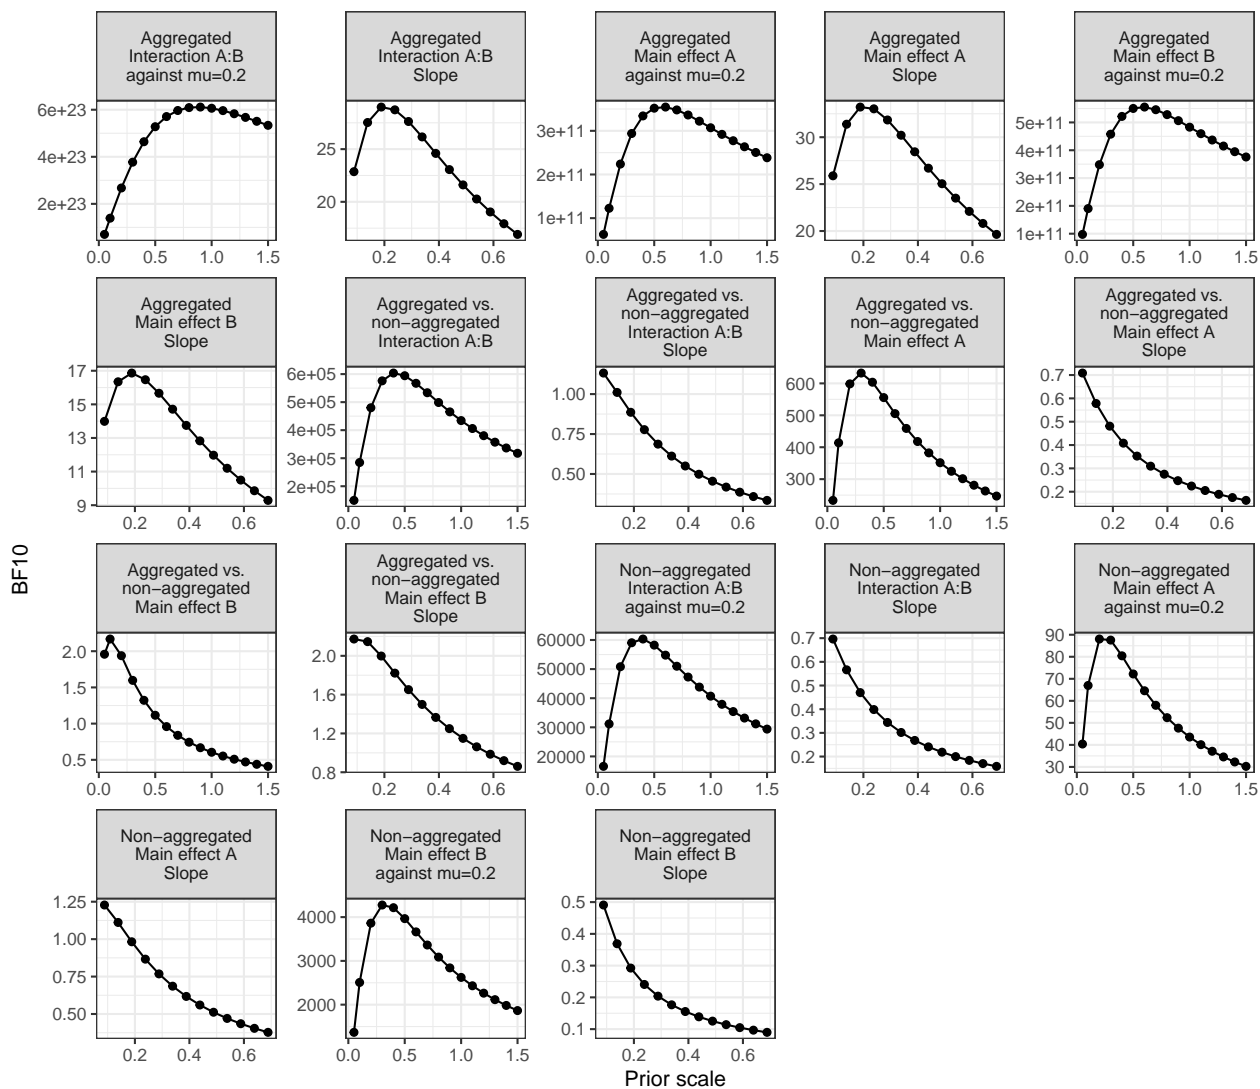 Aggregated
Interaction A:B
against mu=0.2
Aggregated
Interaction A:B
Slope
Aggregated
Main effect A
against mu=0.2
Aggregated
Main effect A
Slope
Aggregated
Main effect B
against mu=0.2
6e+23
4e+23
2e+23
0.0 0.5 1.0 1.5
25
20
0.2 0.4 0.6
3e+11
2e+11
1e+11
0.0 0.5 1.0 1.5
30
25
20
0.2 0.4 0.6
5e+11
4e+11
3e+11
2e+11
1e+11
0.0 0.5 1.0 1.5
Aggregated
Main effect B
Slope
Aggregated vs.
non−aggregated
Interaction A:B
Aggregated vs.
non−aggregated
Interaction A:B
Slope
Aggregated vs.
non−aggregated
Main effect A
Aggregated vs.
non−aggregated
Main effect A
Slope
17
15
13
11
9
0.2 0.4 0.6
6e+05
5e+05
4e+05
3e+05
2e+05
0.0 0.5 1.0 1.5
1.00
0.75
0.50
0.2 0.4 0.6
600
500
400
300
0.0 0.5 1.0 1.5
0.7
0.6
0.5
0.4
0.3
0.2
0.2 0.4 0.6
BF10
Aggregated vs.
non−aggregated
Main effect B
Aggregated vs.
non−aggregated
Main effect B
Slope
Non−aggregated
Interaction A:B
against mu=0.2
Non−aggregated
Interaction A:B
Slope
Non−aggregated
Main effect A
against mu=0.2
2.0
1.5
1.0
0.5
0.0 0.5 1.0 1.5
2.0
1.6
1.2
0.8
0.2 0.4 0.6
60000
50000
40000
30000
20000
0.0 0.5 1.0 1.5
0.7
0.6
0.5
0.4
0.3
0.2
0.2 0.4 0.6
90
80
70
60
50
40
30
0.0 0.5 1.0 1.5
Non−aggregated
Main effect A
Slope
Non−aggregated
Main effect B
against mu=0.2
Non−aggregated
Main effect B
Slope
1.25
1.00
0.75
0.50
0.2 0.4 0.6
4000
3000
2000
0.0 0.5 1.0 1.5
0.5
0.4
0.3
0.2
0.1
0.2 0.4 0.6
Prior scale